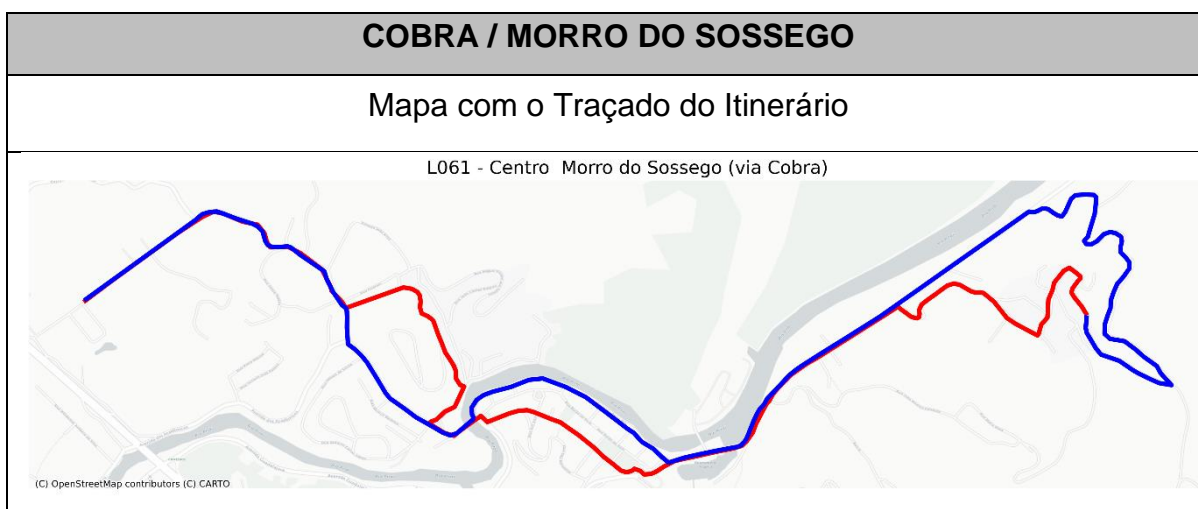 COBRA / MORRO DO SOSSEGO
Mapa com o Traçado do Itinerário
L061 - Centro  Morro do Sossego (via Cobra)
(C) OpenStreetMap contributors (C) CARTO